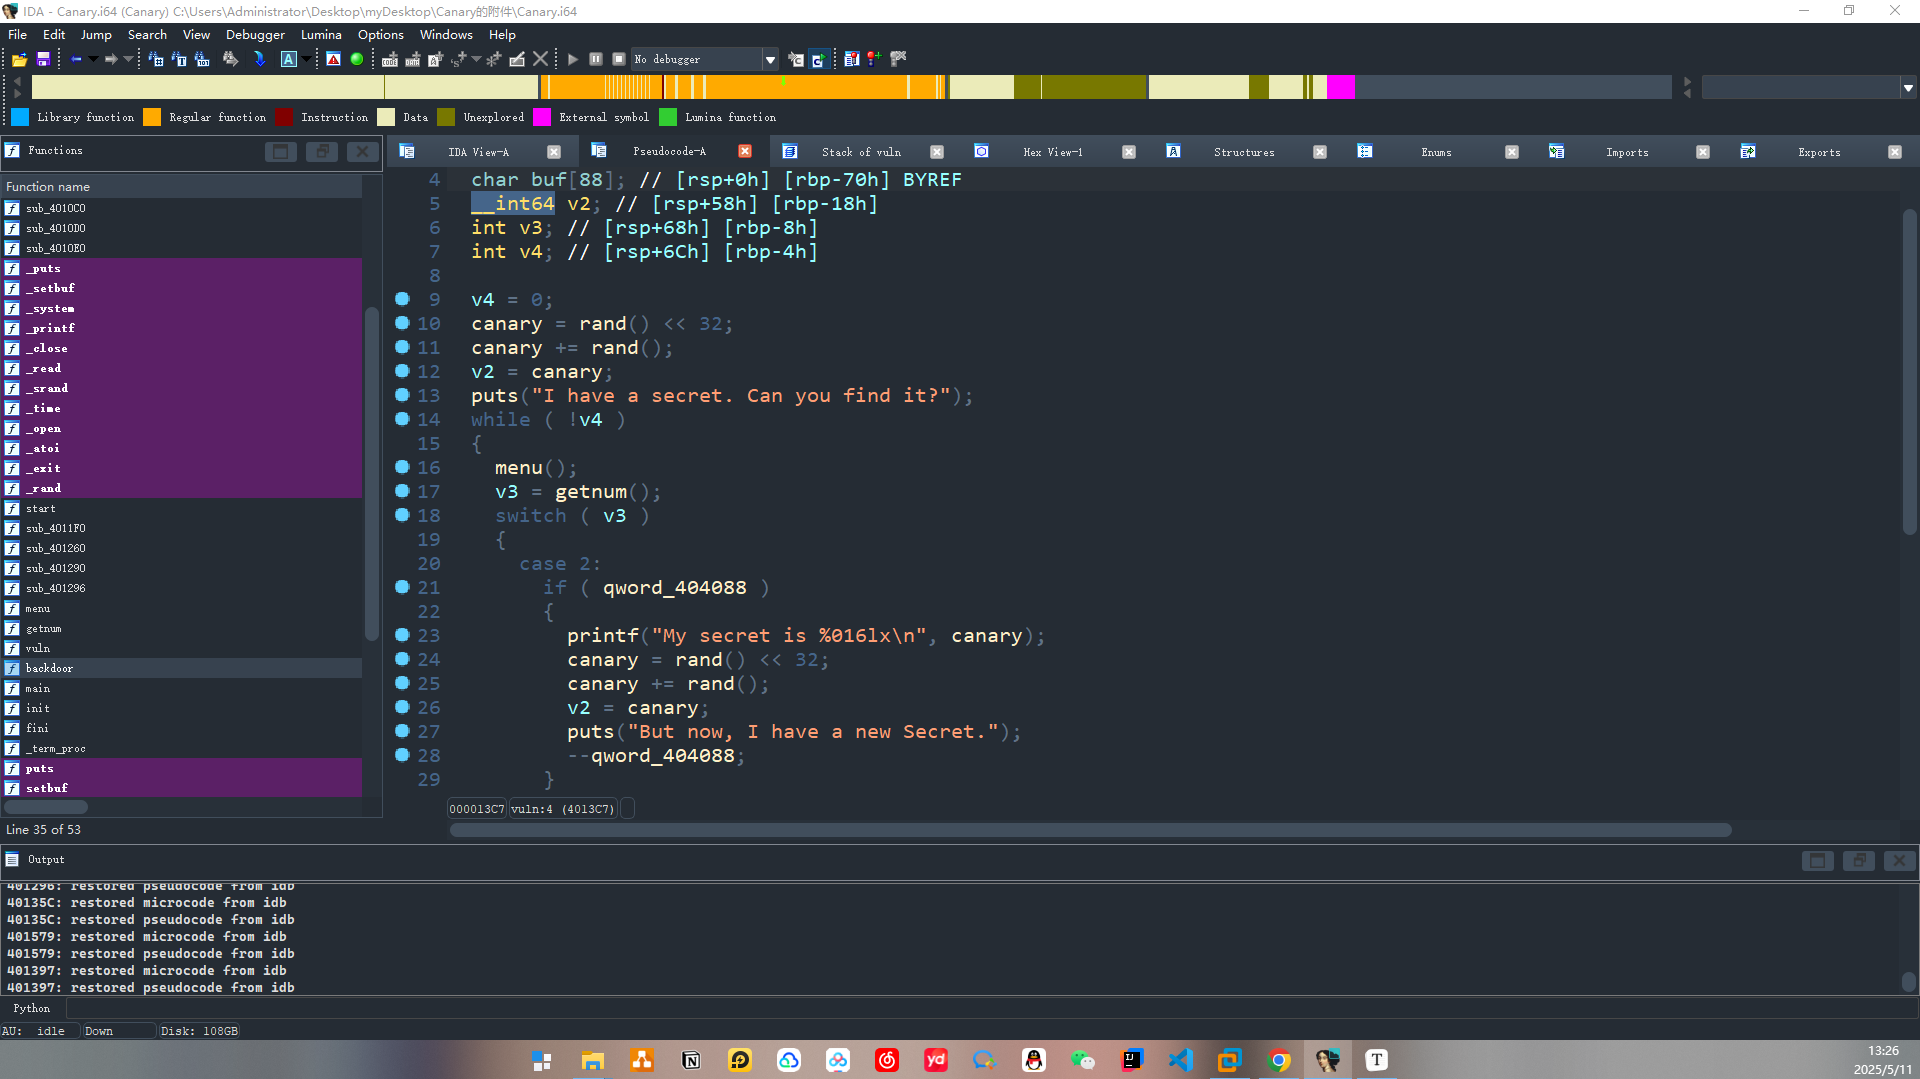 IDA - Canary.i64 (Canary) C:\Users\Administrator\Desktop\myDesktop\Canary的附件\Canary.i64
File Edit Jump Search View Debugger Lumina Options Windows Help
No debugger
Library function Regular function Instruction Data Unexplored External symbol Lumina function
Functions
IDA View-A Pseudocode-A Stack of vuln Hex View-1 Structures Enums Imports Exports
Function name
sub_4010C0
sub_4010D0
sub_4010E0
_puts
_setbuf
_system
_printf
_close
_read
_srand
_time
_open
_atoi
_exit
_rand
start
sub_4011F0
sub_401260
sub_401290
sub_401296
menu
getnum
vuln
backdoor
main
init
fini
_term_proc
puts
setbuf
Line 35 of 53
4 char buf[88]; // [rsp+0h] [rbp-70h] BYREF
5 __int64 v2; // [rsp+58h] [rbp-18h]
6 int v3; // [rsp+68h] [rbp-8h]
7 int v4; // [rsp+6Ch] [rbp-4h]
8
9 v4 = 0;
10 canary = rand() << 32;
11 canary += rand();
12 v2 = canary;
13 puts("I have a secret. Can you find it?");
14 while ( !v4 )
15 {
16 menu();
17 v3 = getnum();
18 switch ( v3 )
19 {
20 case 2:
21 if ( qword_404088 )
22 {
23 printf("My secret is %016lx\n", canary);
24 canary = rand() << 32;
25 canary += rand();
26 v2 = canary;
27 puts("But now, I have a new Secret.");
28 --qword_404088;
29 }
000013C7 vuln:4 (4013C7)
Output
401296: restored pseudocode from idb
40135C: restored microcode from idb
40135C: restored pseudocode from idb
401579: restored microcode from idb
401579: restored pseudocode from idb
401397: restored microcode from idb
401397: restored pseudocode from idb
Python
AU: idle Down Disk: 108GB
13:26
2025/5/11